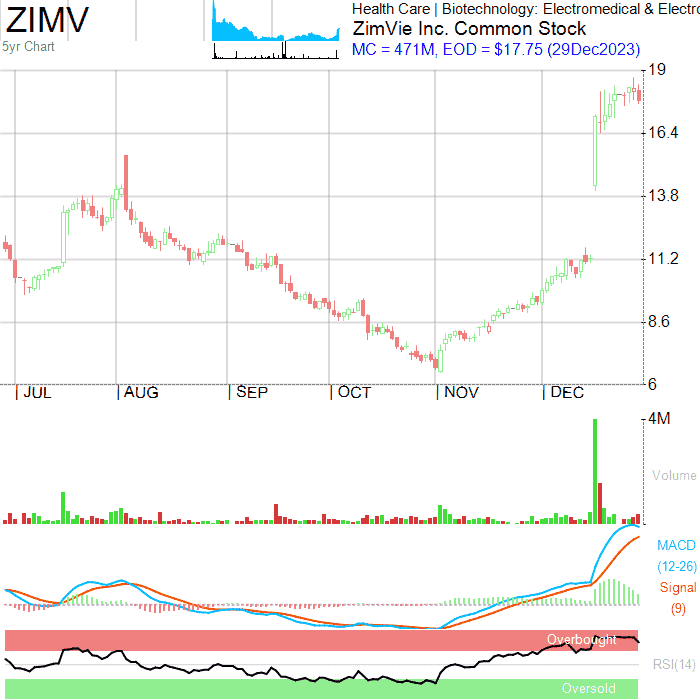 ZIMV
5yr Chart
Health Care | Biotechnology: Electromedical & Electro
ZimVie Inc. Common Stock
MC = 471M, EOD = $17.75 (29Dec2023)
19
16.4
13.8
11.2
8.6
6
JUL AUG SEP OCT NOV DEC
4M
Volume
MACD
(12-26)
Signal
(9)
Overbought
RSI(14)
Oversold